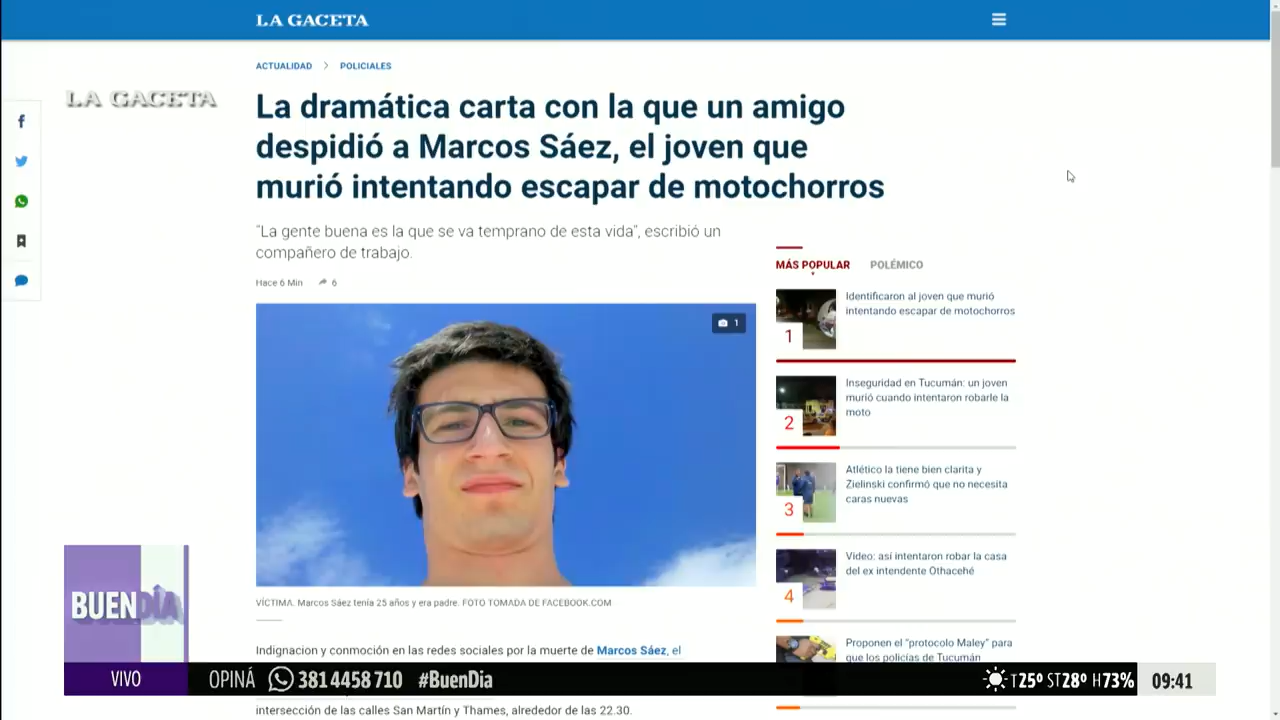 LA GACETA
ACTUALIDAD > POLICIALES
LA GACETA
La dramática carta con la que un amigo
despidió a Marcos Sáez, el joven que
murió intentando escapar de motochorros
"La gente buena es la que se va temprano de esta vida", escribió un
compañero de trabajo.
Hace 6 Min 6
1
VÍCTIMA. Marcos Sáez tenía 25 años y era padre. FOTO TOMADA DE FACEBOOK.COM
Indignacion y conmoción en las redes sociales por la muerte de Marcos Sáez, el
intersección de las calles San Martín y Thames, alrededor de las 22.30.
MÁS POPULAR POLÉMICO
1
Identificaron al joven que murió
intentando escapar de motochorros
2
Inseguridad en Tucumán: un joven
murió cuando intentaron robarle la
moto
3
Atlético la tiene bien clarita y
Zielinski confirmó que no necesita
caras nuevas
4
Video: así intentaron robar la casa
del ex intendente Othacehé
Proponen el "protocolo Maley" para
que los policías de Tucumán
BUENDÍA
VIVO
OPINÁ 381 4458 710 #BuenDia
T25º ST28º H73%
09:41